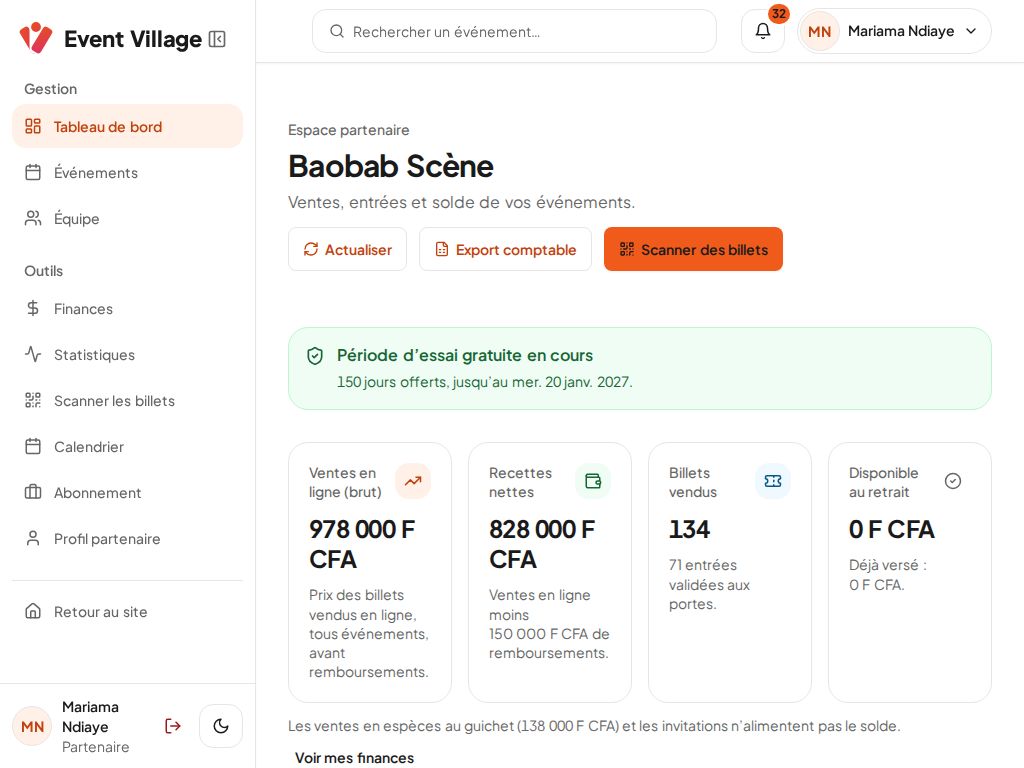 Event Village
Gestion
Tableau de bord
Événements
Équipe
Outils
Finances
Statistiques
Scanner les billets
Calendrier
Abonnement
Profil partenaire
Retour au site
MN
Mariama
Ndiaye
Partenaire
Rechercher un événement…
32
MN
Mariama Ndiaye
Espace partenaire
Baobab Scène
Ventes, entrées et solde de vos événements.
Actualiser
Export comptable
Scanner des billets
Période d’essai gratuite en cours
150 jours offerts, jusqu’au mer. 20 janv. 2027.
Ventes en
ligne (brut)
978 000 F
CFA
Prix des billets
vendus en ligne,
tous événements,
avant
remboursements.
Recettes
nettes
828 000 F
CFA
Ventes en ligne
moins
150 000 F CFA de
remboursements.
Billets
vendus
134
71 entrées
validées aux
portes.
Disponible
au retrait
0 F CFA
Déjà versé :
0 F CFA.
Les ventes en espèces au guichet (138 000 F CFA) et les invitations n’alimentent pas le solde.
Voir mes finances